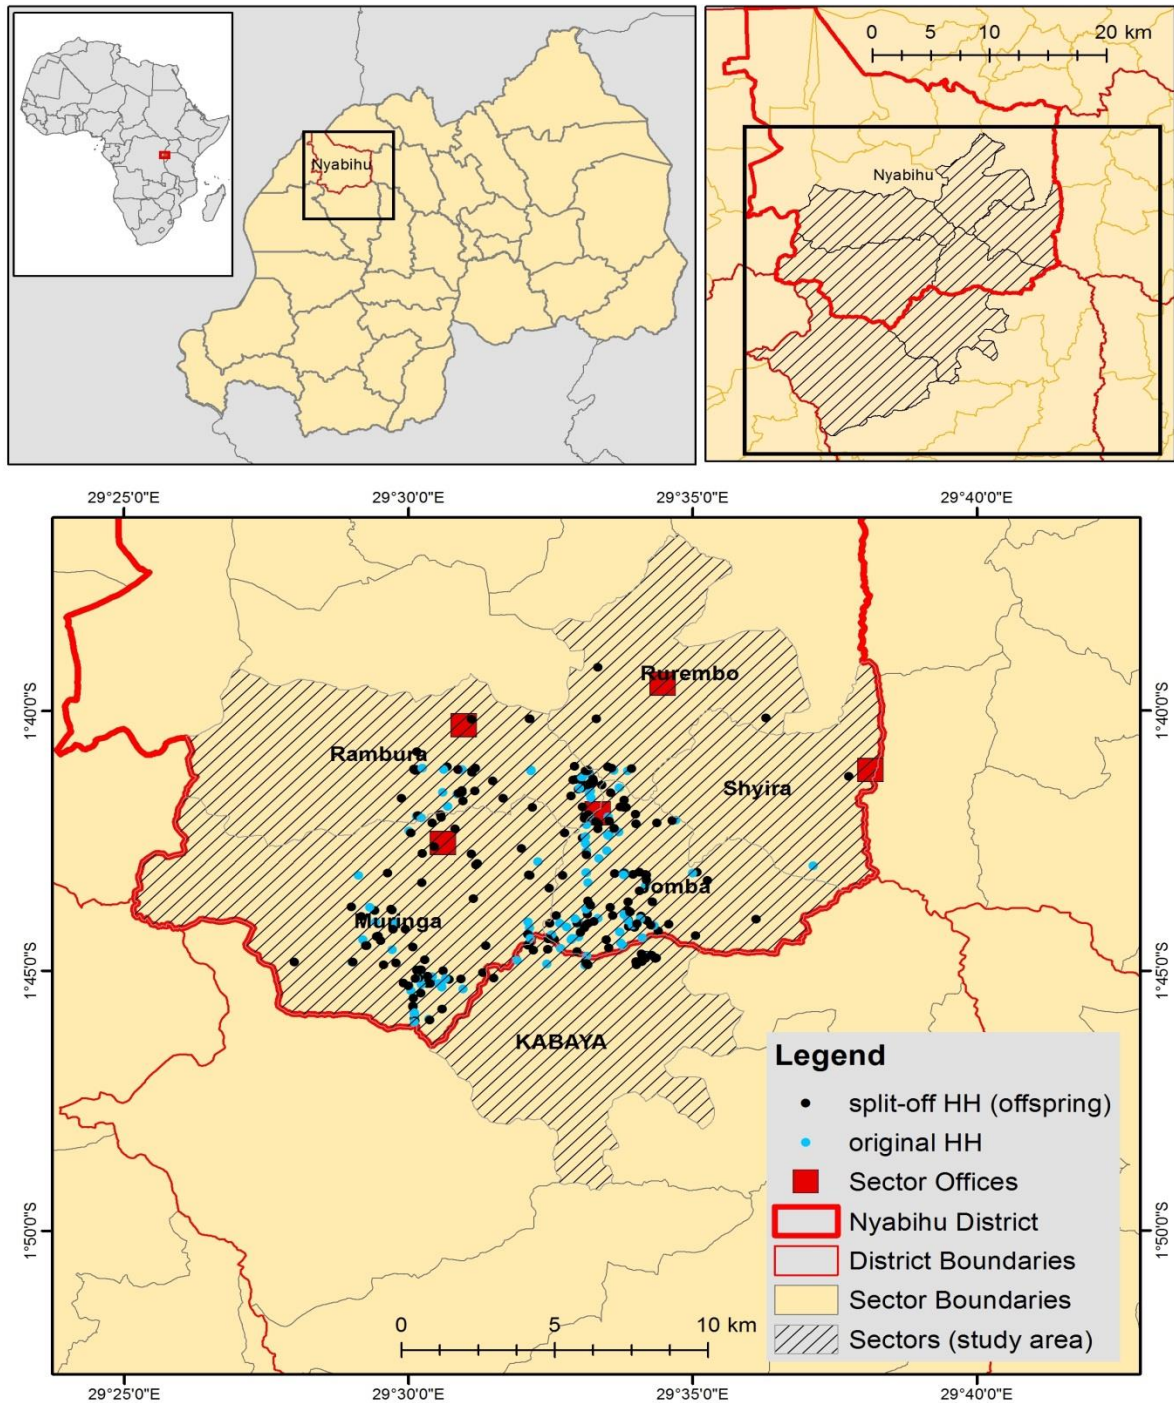 Nyabihu
0 5 10 20 km
Nyabihu
29°25'0"E 29°30'0"E 29°35'0"E 29°40'0"E
1°40'0"S 1°40'0"S
Rurembo
Rambura
Shyira
Jomba
Muringa
1°45'0"S 1°45'0"S
KABAYA
Legend
split-off HH (offspring)
original HH
Sector Offices
Nyabihu District
District Boundaries
Sector Boundaries
Sectors (study area)
1°50'0"S 1°50'0"S
0 5 10 km
29°25'0"E 29°30'0"E 29°35'0"E 29°40'0"E